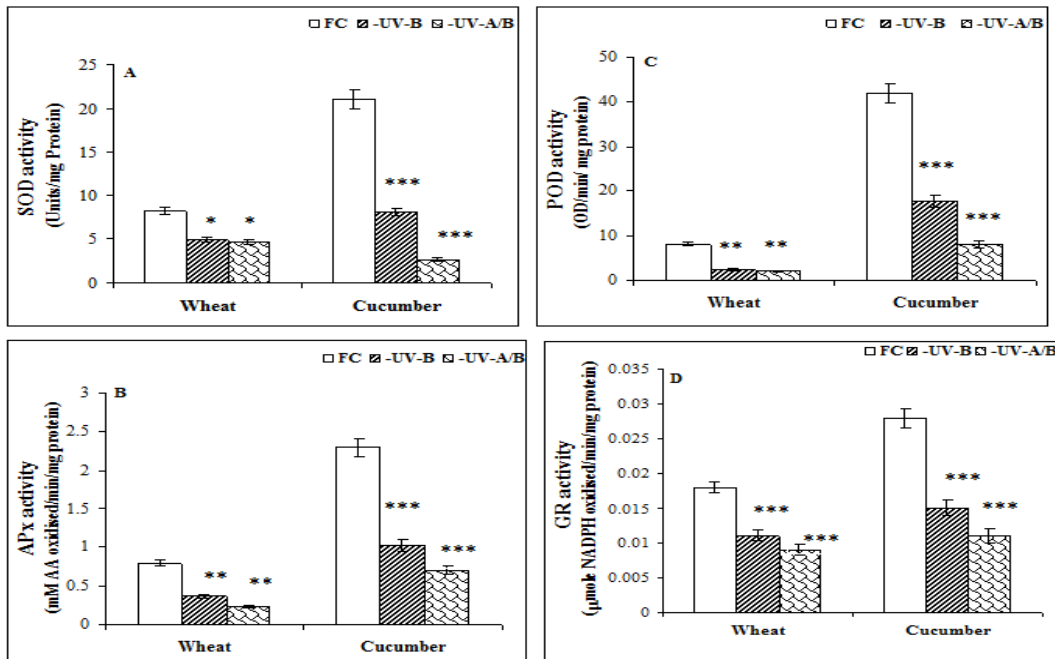 FC -UV-B -UV-A/B
A
SOD activity
(Units/mg Protein)
25
20
15
10
5
0
* *
*** ***
Wheat Cucumber
FC -UV-B -UV-A/B
C
POD activity
(OD/min/ mg protein)
50
40
30
20
10
0
** **
*** ***
Wheat Cucumber
FC -UV-B -UV-A/B
B
APx activity
(mM AA oxidised/min/mg protein)
3
2.5
2
1.5
1
0.5
0
** **
*** ***
Wheat Cucumber
FC -UV-B -UV-A/B
D
GR activity
(µmole NADPH oxidised/min/mg protein)
0.035
0.03
0.025
0.02
0.015
0.01
0.005
0
*** ***
*** ***
Wheat Cucumber